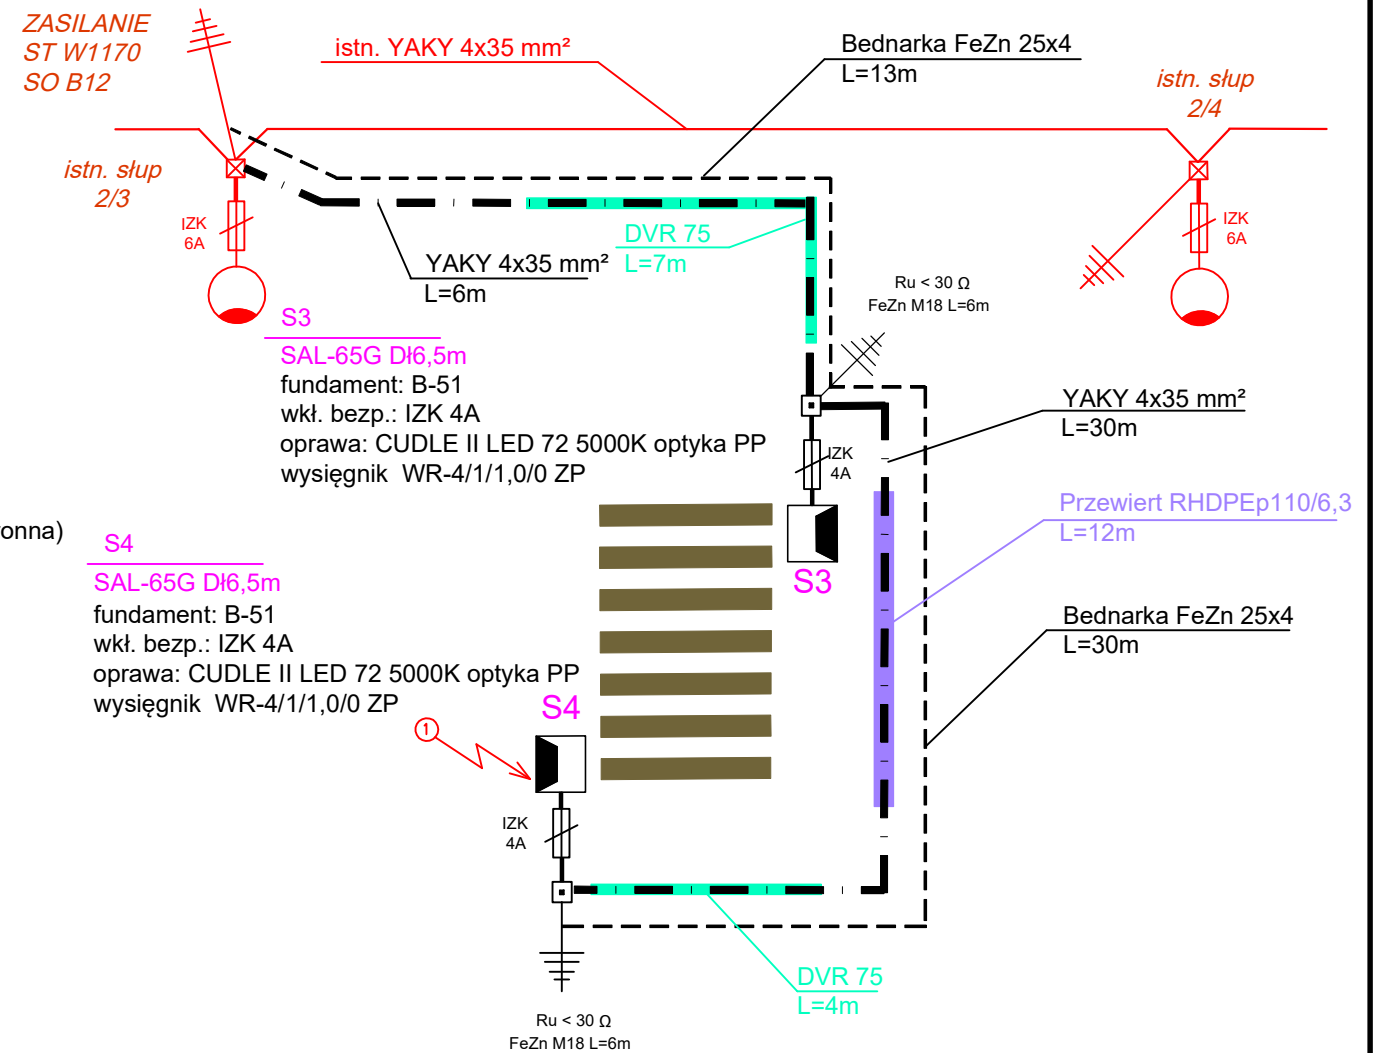 ZASILANIE
ST W1170
SO B12
istn. YAKY 4x35 mm²
Bednarka FeZn 25x4
L=13m
istn. słup
2/4
istn. słup
2/3
IZK
6A
IZK
6A
DVR 75
L=7m
YAKY 4x35 mm²
L=6m
Ru < 30 Ω
FeZn M18 L=6m
S3
SAL-65G Dł6,5m
fundament: B-51
wkł. bezp.: IZK 4A
oprawa: CUDLE II LED 72 5000K optyka PP
wysięgnik WR-4/1/1,0/0 ZP
YAKY 4x35 mm²
L=30m
IZK
4A
Przewiert RHDPEp110/6,3
L=12m
onna)
S4
SAL-65G Dł6,5m
fundament: B-51
wkł. bezp.: IZK 4A
oprawa: CUDLE II LED 72 5000K optyka PP
wysięgnik WR-4/1/1,0/0 ZP
S3
Bednarka FeZn 25x4
L=30m
S4
1
IZK
4A
DVR 75
L=4m
Ru < 30 Ω
FeZn M18 L=6m